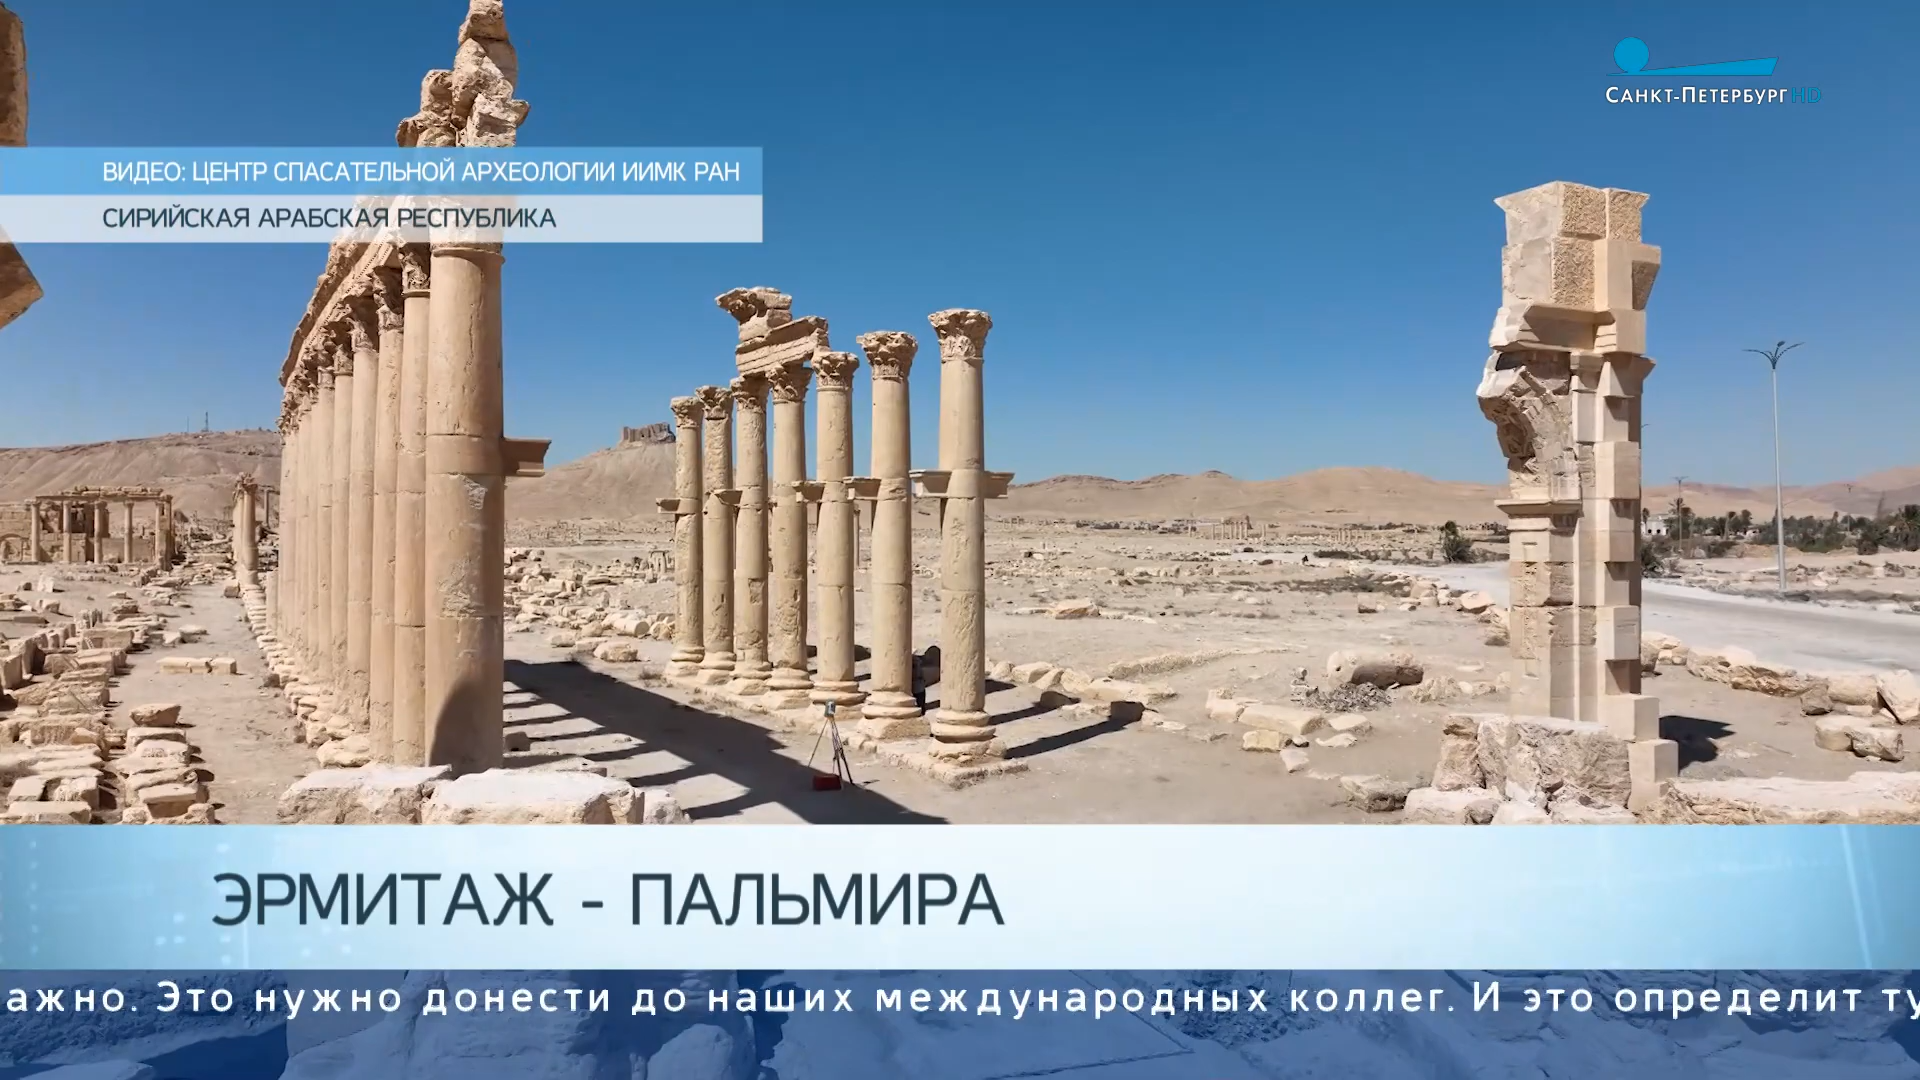 САНКТ-ПЕТЕРБУРГ HD
ВИДЕО: ЦЕНТР СПАСАТЕЛЬНОЙ АРХЕОЛОГИИ ИИМК РАН
СИРИЙСКАЯ АРАБСКАЯ РЕСПУБЛИКА
ЭРМИТАЖ - ПАЛЬМИРА
ажно. Это нужно донести до наших международных коллег. И это определит ту